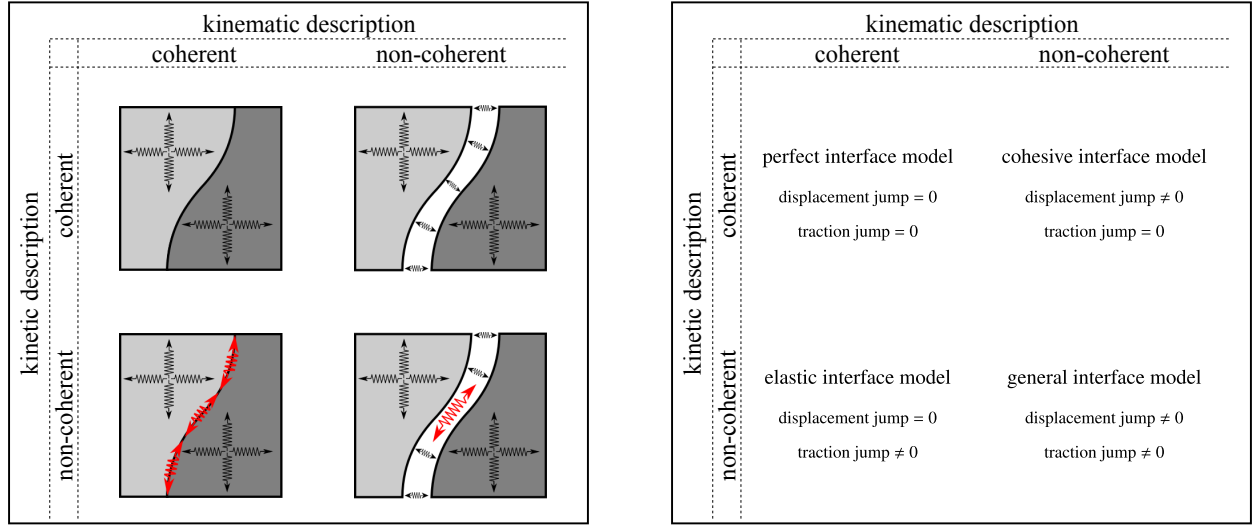 kinematic description
coherent
non-coherent
kinetic description
coherent
non-coherent
kinematic description
coherent
non-coherent
kinetic description
coherent
perfect interface model
displacement jump = 0
traction jump = 0
cohesive interface model
displacement jump ≠ 0
traction jump = 0
non-coherent
elastic interface model
displacement jump = 0
traction jump ≠ 0
general interface model
displacement jump ≠ 0
traction jump ≠ 0